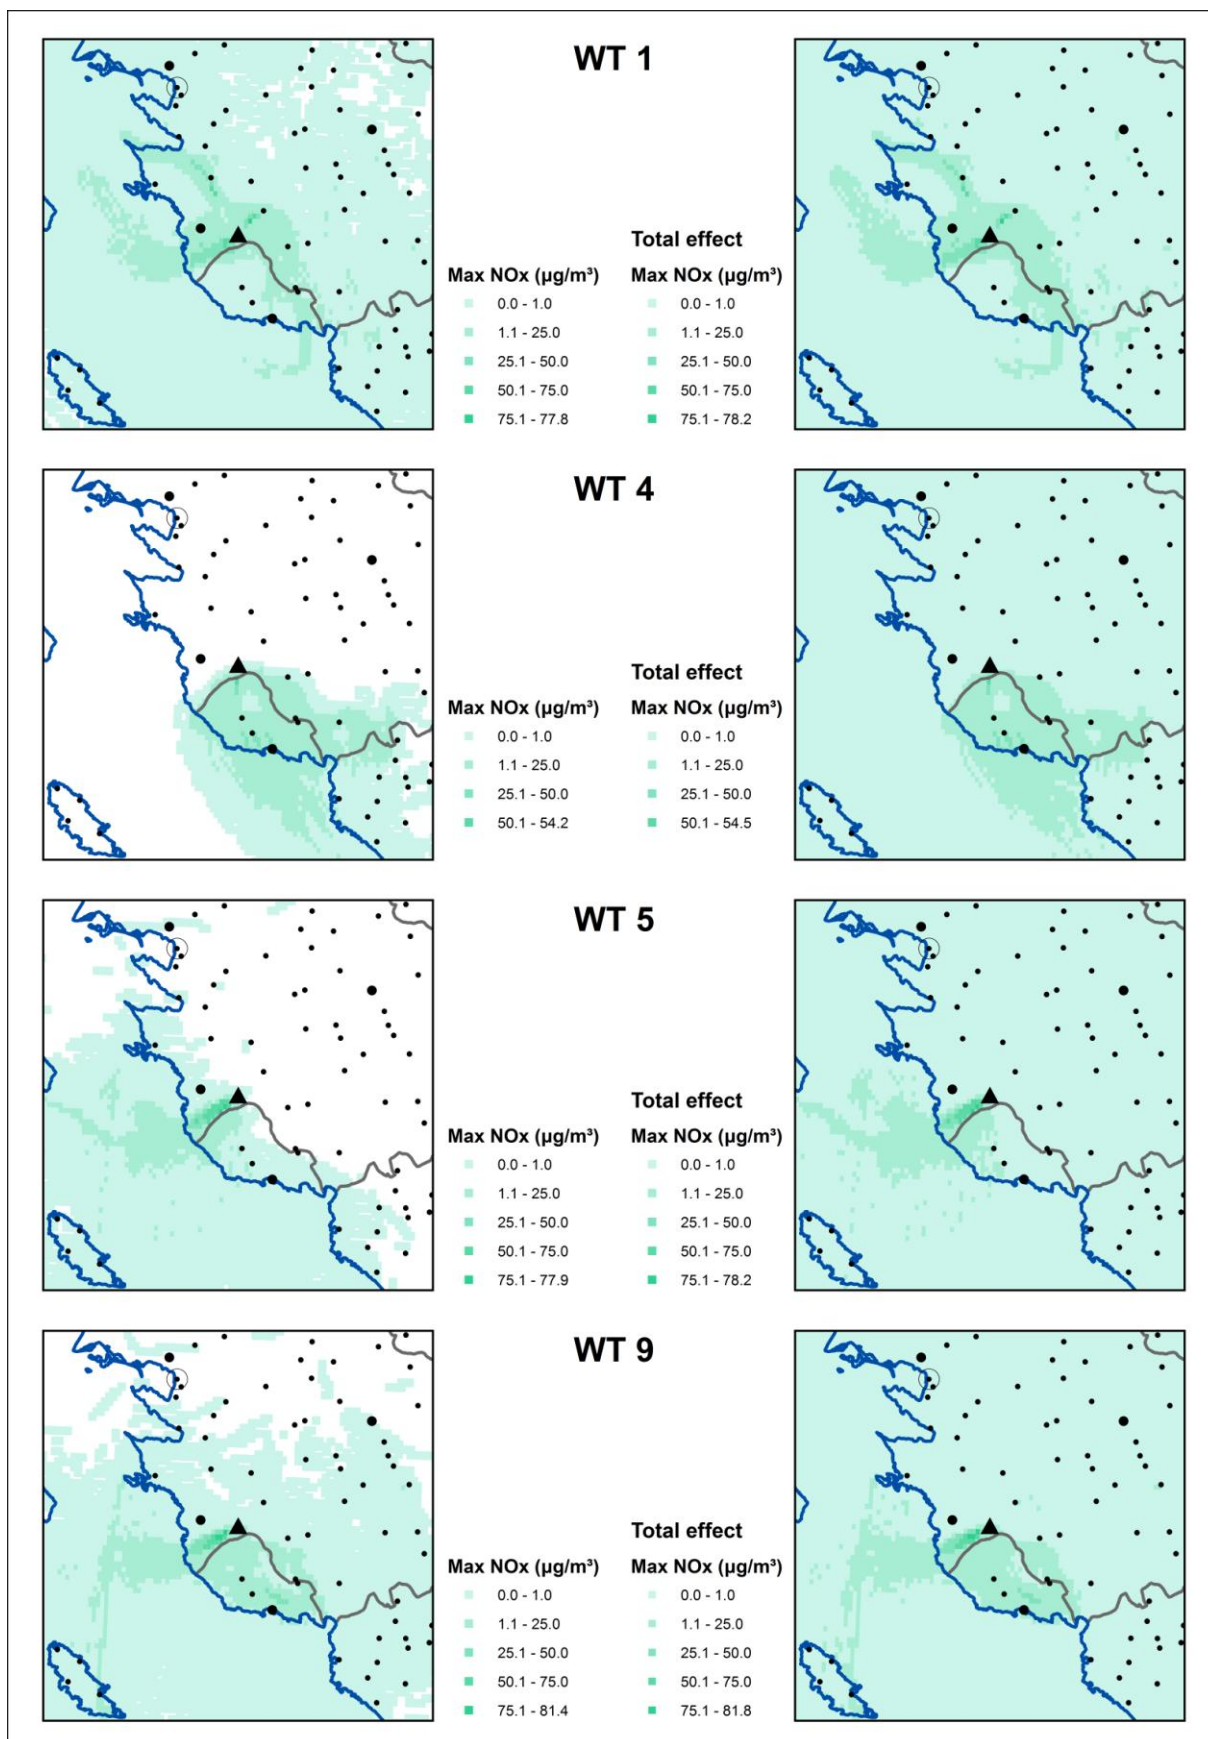 WT 1
Total effect
Max NOx (µg/m³) Max NOx (µg/m³)
0.0 - 1.0 0.0 - 1.0
1.1 - 25.0 1.1 - 25.0
25.1 - 50.0 25.1 - 50.0
50.1 - 75.0 50.1 - 75.0
75.1 - 77.8 75.1 - 78.2
WT 4
Total effect
Max NOx (µg/m³) Max NOx (µg/m³)
0.0 - 1.0 0.0 - 1.0
1.1 - 25.0 1.1 - 25.0
25.1 - 50.0 25.1 - 50.0
50.1 - 54.2 50.1 - 54.5
WT 5
Total effect
Max NOx (µg/m³) Max NOx (µg/m³)
0.0 - 1.0 0.0 - 1.0
1.1 - 25.0 1.1 - 25.0
25.1 - 50.0 25.1 - 50.0
50.1 - 75.0 50.1 - 75.0
75.1 - 77.9 75.1 - 78.2
WT 9
Total effect
Max NOx (µg/m³) Max NOx (µg/m³)
0.0 - 1.0 0.0 - 1.0
1.1 - 25.0 1.1 - 25.0
25.1 - 50.0 25.1 - 50.0
50.1 - 75.0 50.1 - 75.0
75.1 - 81.4 75.1 - 81.8